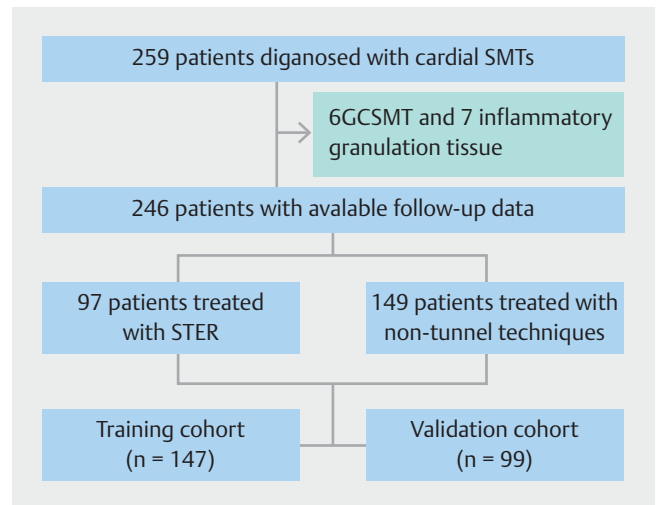 259 patients diganosed with cardial SMTs
6GCSMT and 7 inflammatory
granulation tissue
246 patients with avalable follow-up data
97 patients treated
with STER
149 patients treated with
non-tunnel techniques
Training cohort
(n = 147)
Validation cohort
(n = 99)